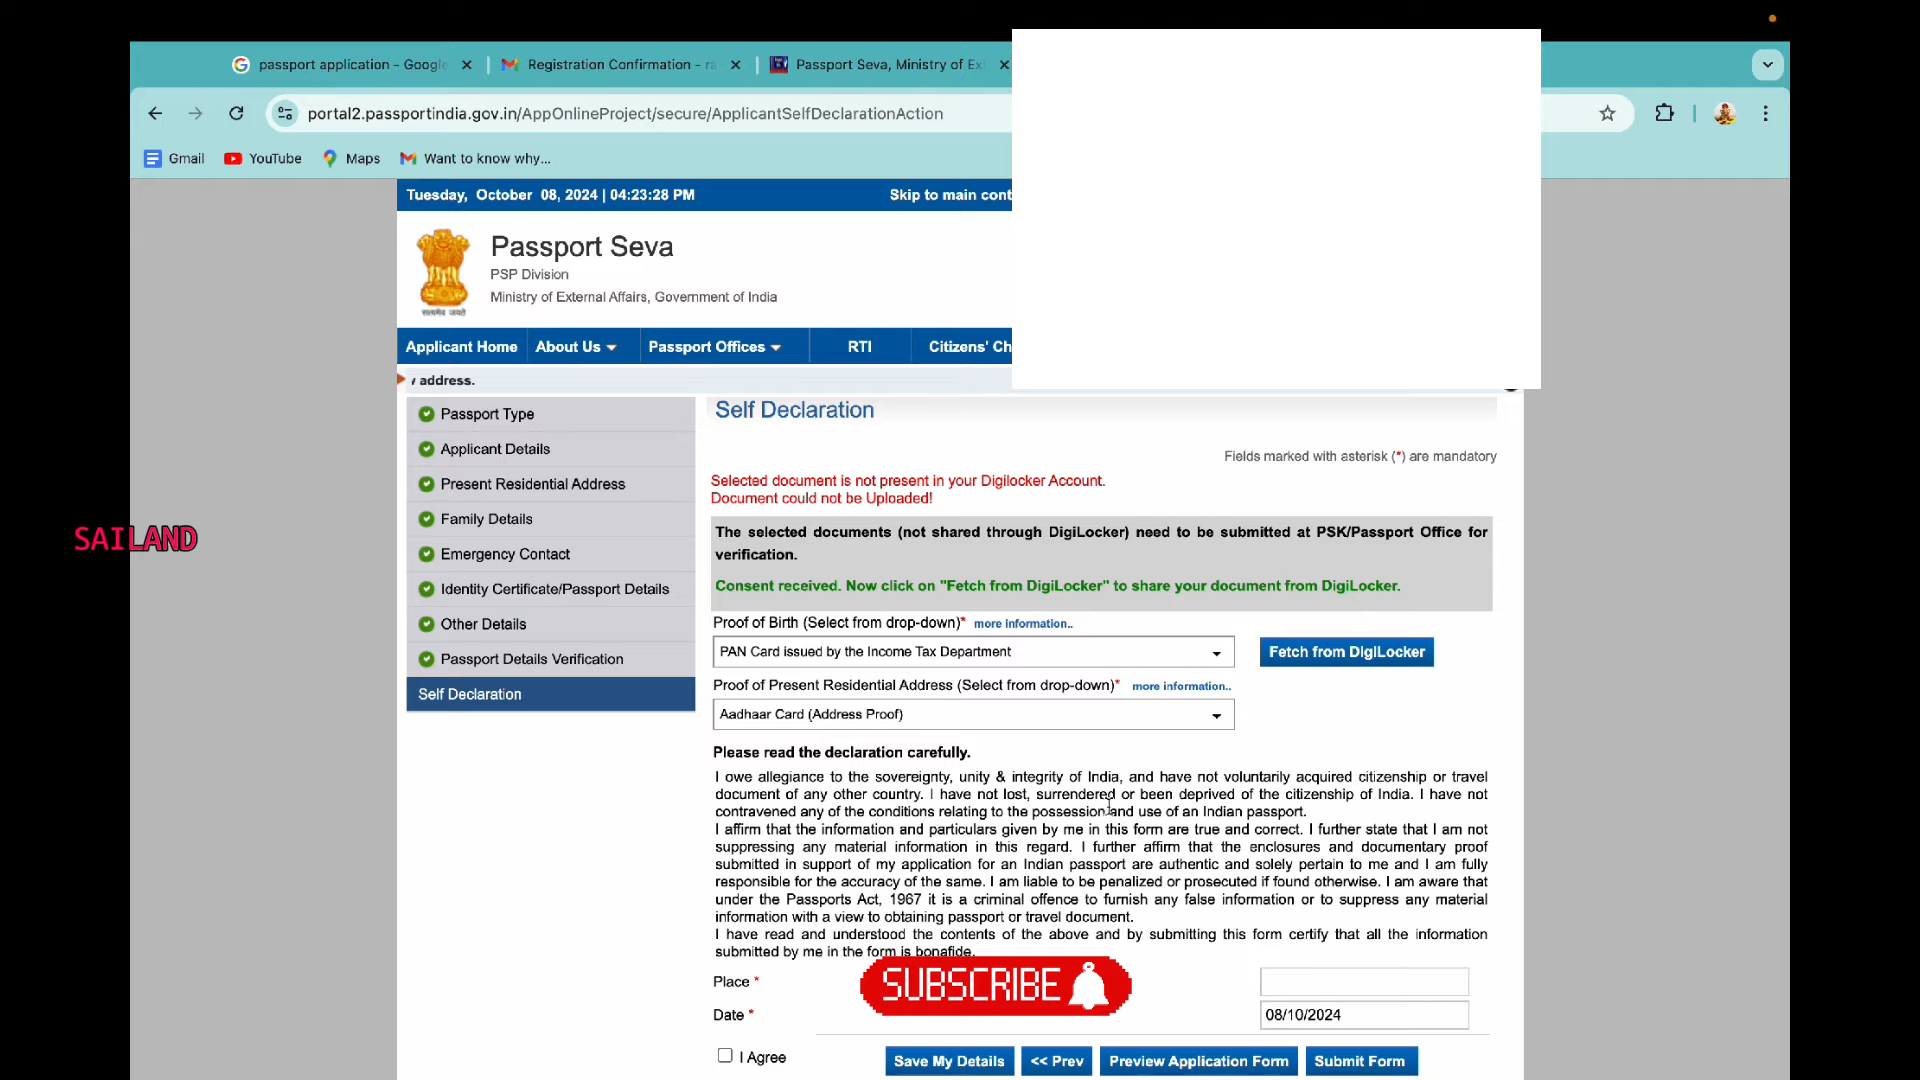 passport application - Google
Registration Confirmation - ra
Passport Seva, Ministry of Ex
portal2.passportindia.gov.in/AppOnlineProject/secure/ApplicantSelfDeclarationAction
Gmail
YouTube
Maps
Want to know why...
Tuesday, October 08, 2024 | 04:23:28 PM
Skip to main cont
Passport Seva
PSP Division
Ministry of External Affairs, Government of India
सत्यमेव जयते
Applicant Home
About Us
Passport Offices
RTI
Citizens' Ch
address.
Passport Type
Applicant Details
Present Residential Address
Family Details
Emergency Contact
Identity Certificate/Passport Details
Other Details
Passport Details Verification
Self Declaration
SAILAND
Self Declaration
Fields marked with asterisk (*) are mandatory
Selected document is not present in your Digilocker Account.
Document could not be Uploaded!
The selected documents (not shared through DigiLocker) need to be submitted at PSK/Passport Office for
verification.
Consent received. Now click on "Fetch from DigiLocker" to share your document from DigiLocker.
Proof of Birth (Select from drop-down)* more information..
PAN Card issued by the Income Tax Department
Fetch from DigiLocker
Proof of Present Residential Address (Select from drop-down)* more information..
Aadhaar Card (Address Proof)
Please read the declaration carefully.
I owe allegiance to the sovereignty, unity & integrity of India, and have not voluntarily acquired citizenship or travel
document of any other country. I have not lost, surrendered or been deprived of the citizenship of India. I have not
contravened any of the conditions relating to the possession and use of an Indian passport.
I affirm that the information and particulars given by me in this form are true and correct. I further state that I am not
suppressing any material information in this regard. I further affirm that the enclosures and documentary proof
submitted in support of my application for an Indian passport are authentic and solely pertain to me and I am fully
responsible for the accuracy of the same. I am liable to be penalized or prosecuted if found otherwise. I am aware that
under the Passports Act, 1967 it is a criminal offence to furnish any false information or to suppress any material
information with a view to obtaining passport or travel document.
I have read and understood the contents of the above and by submitting this form certify that all the information
submitted by me in the form is bonafide.
SUBSCRIBE
Place *
Date *
08/10/2024
I Agree
Save My Details
<< Prev
Preview Application Form
Submit Form